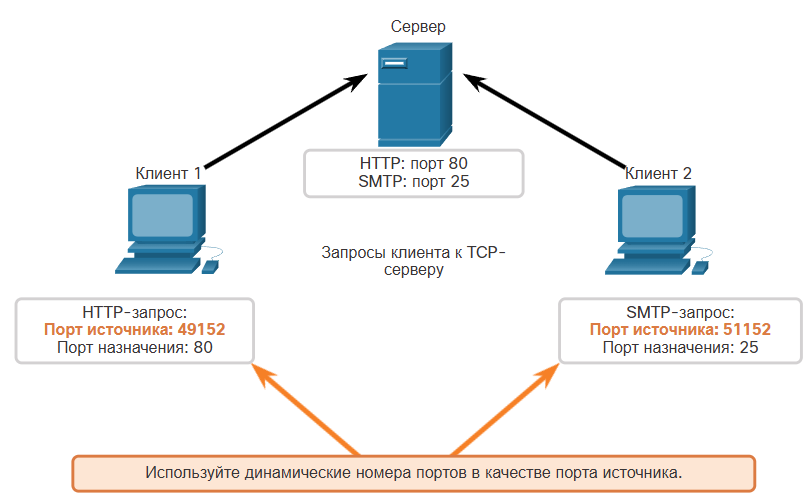 Сервер
HTTP: порт 80
SMTP: порт 25
Клиент 1
Клиент 2
Запросы клиента к TCP-
серверу
HTTP-запрос:
Порт источника: 49152
Порт назначения: 80
SMTP-запрос:
Порт источника: 51152
Порт назначения: 25
Используйте динамические номера портов в качестве порта источника.